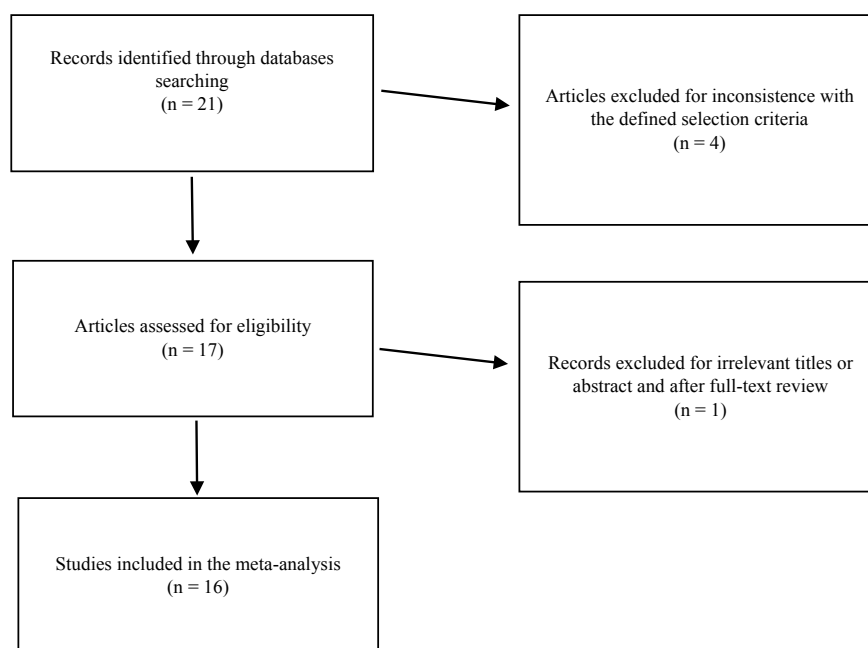 Records identified through databases
searching
(n = 21)
Articles excluded for inconsistence with
the defined selection criteria
(n = 4)
Articles assessed for eligibility
(n = 17)
Records excluded for irrelevant titles or
abstract and after full-text review
(n = 1)
Studies included in the meta-analysis
(n = 16)